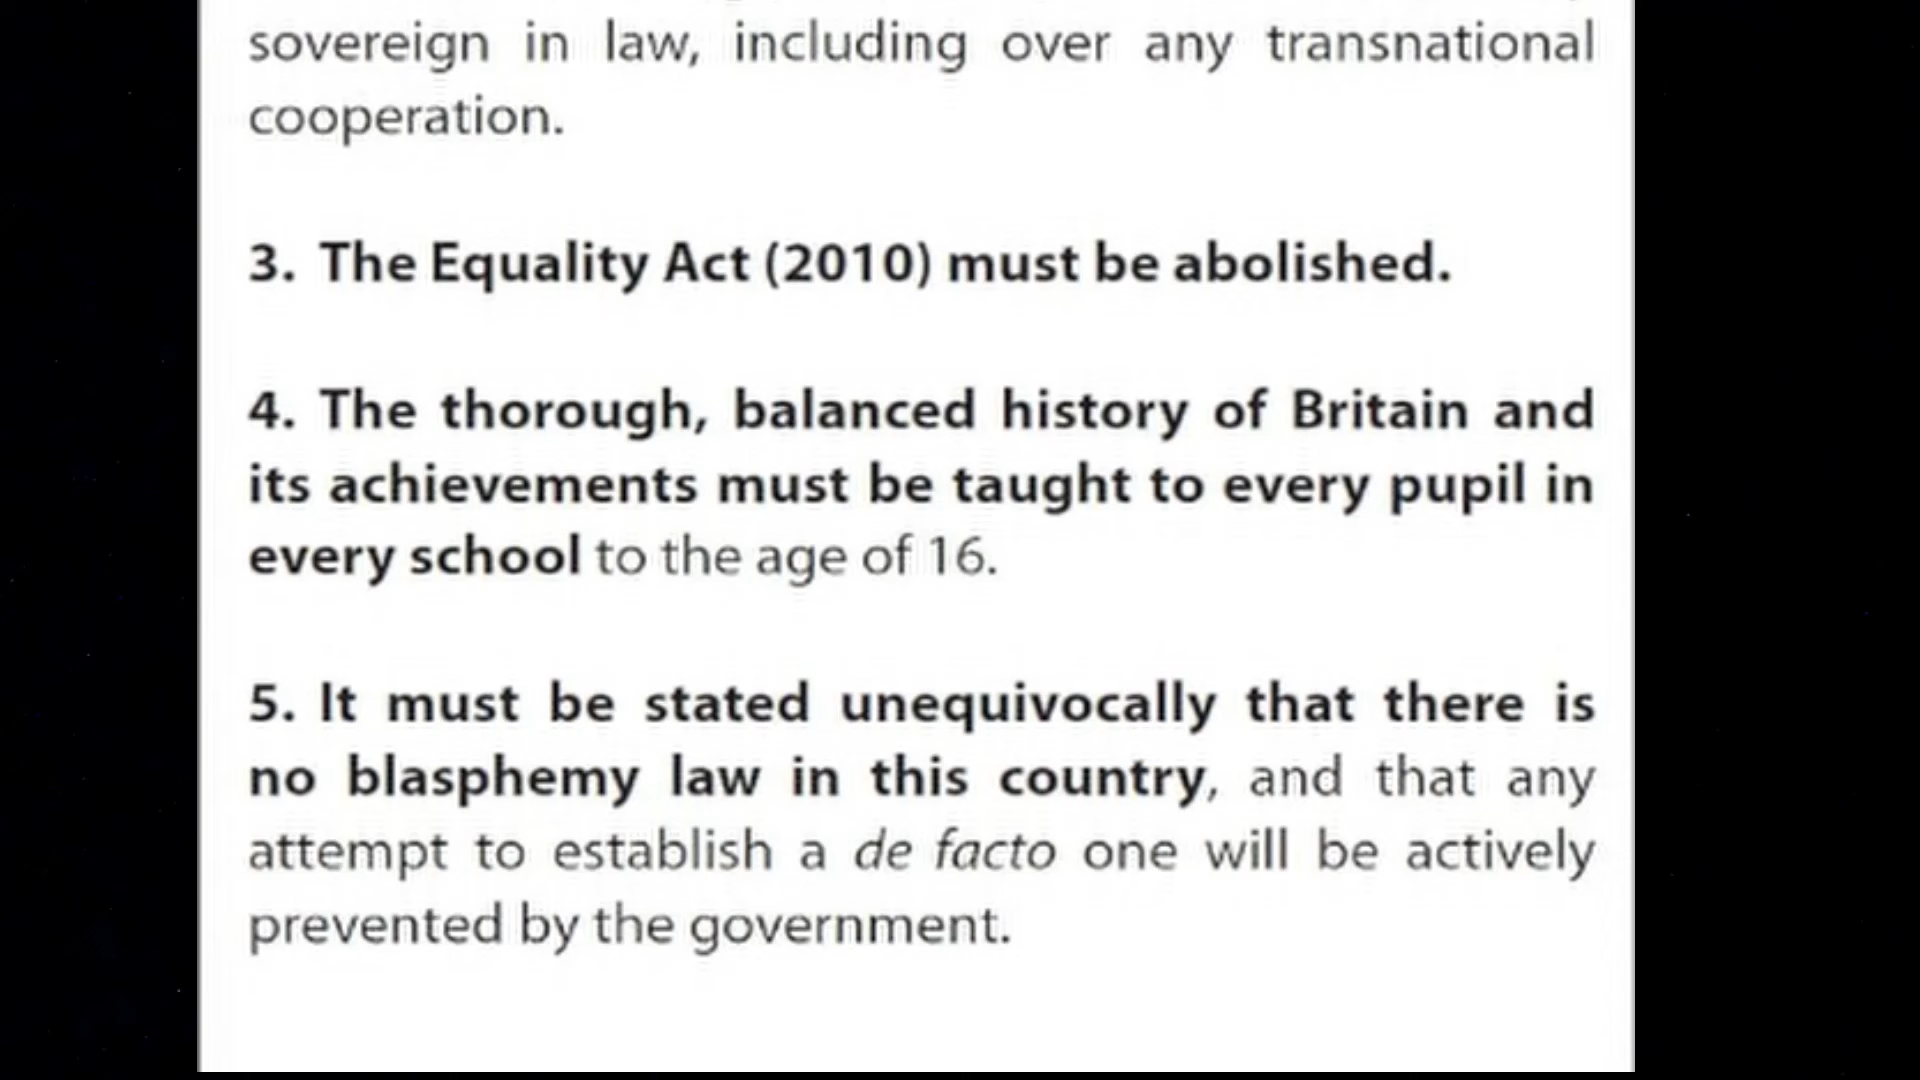 sovereign in law, including over any transnational
cooperation.
3. The Equality Act (2010) must be abolished.
4. The thorough, balanced history of Britain and
its achievements must be taught to every pupil in
every school to the age of 16.
5. It must be stated unequivocally that there is
no blasphemy law in this country, and that any
attempt to establish a de facto one will be actively
prevented by the government.